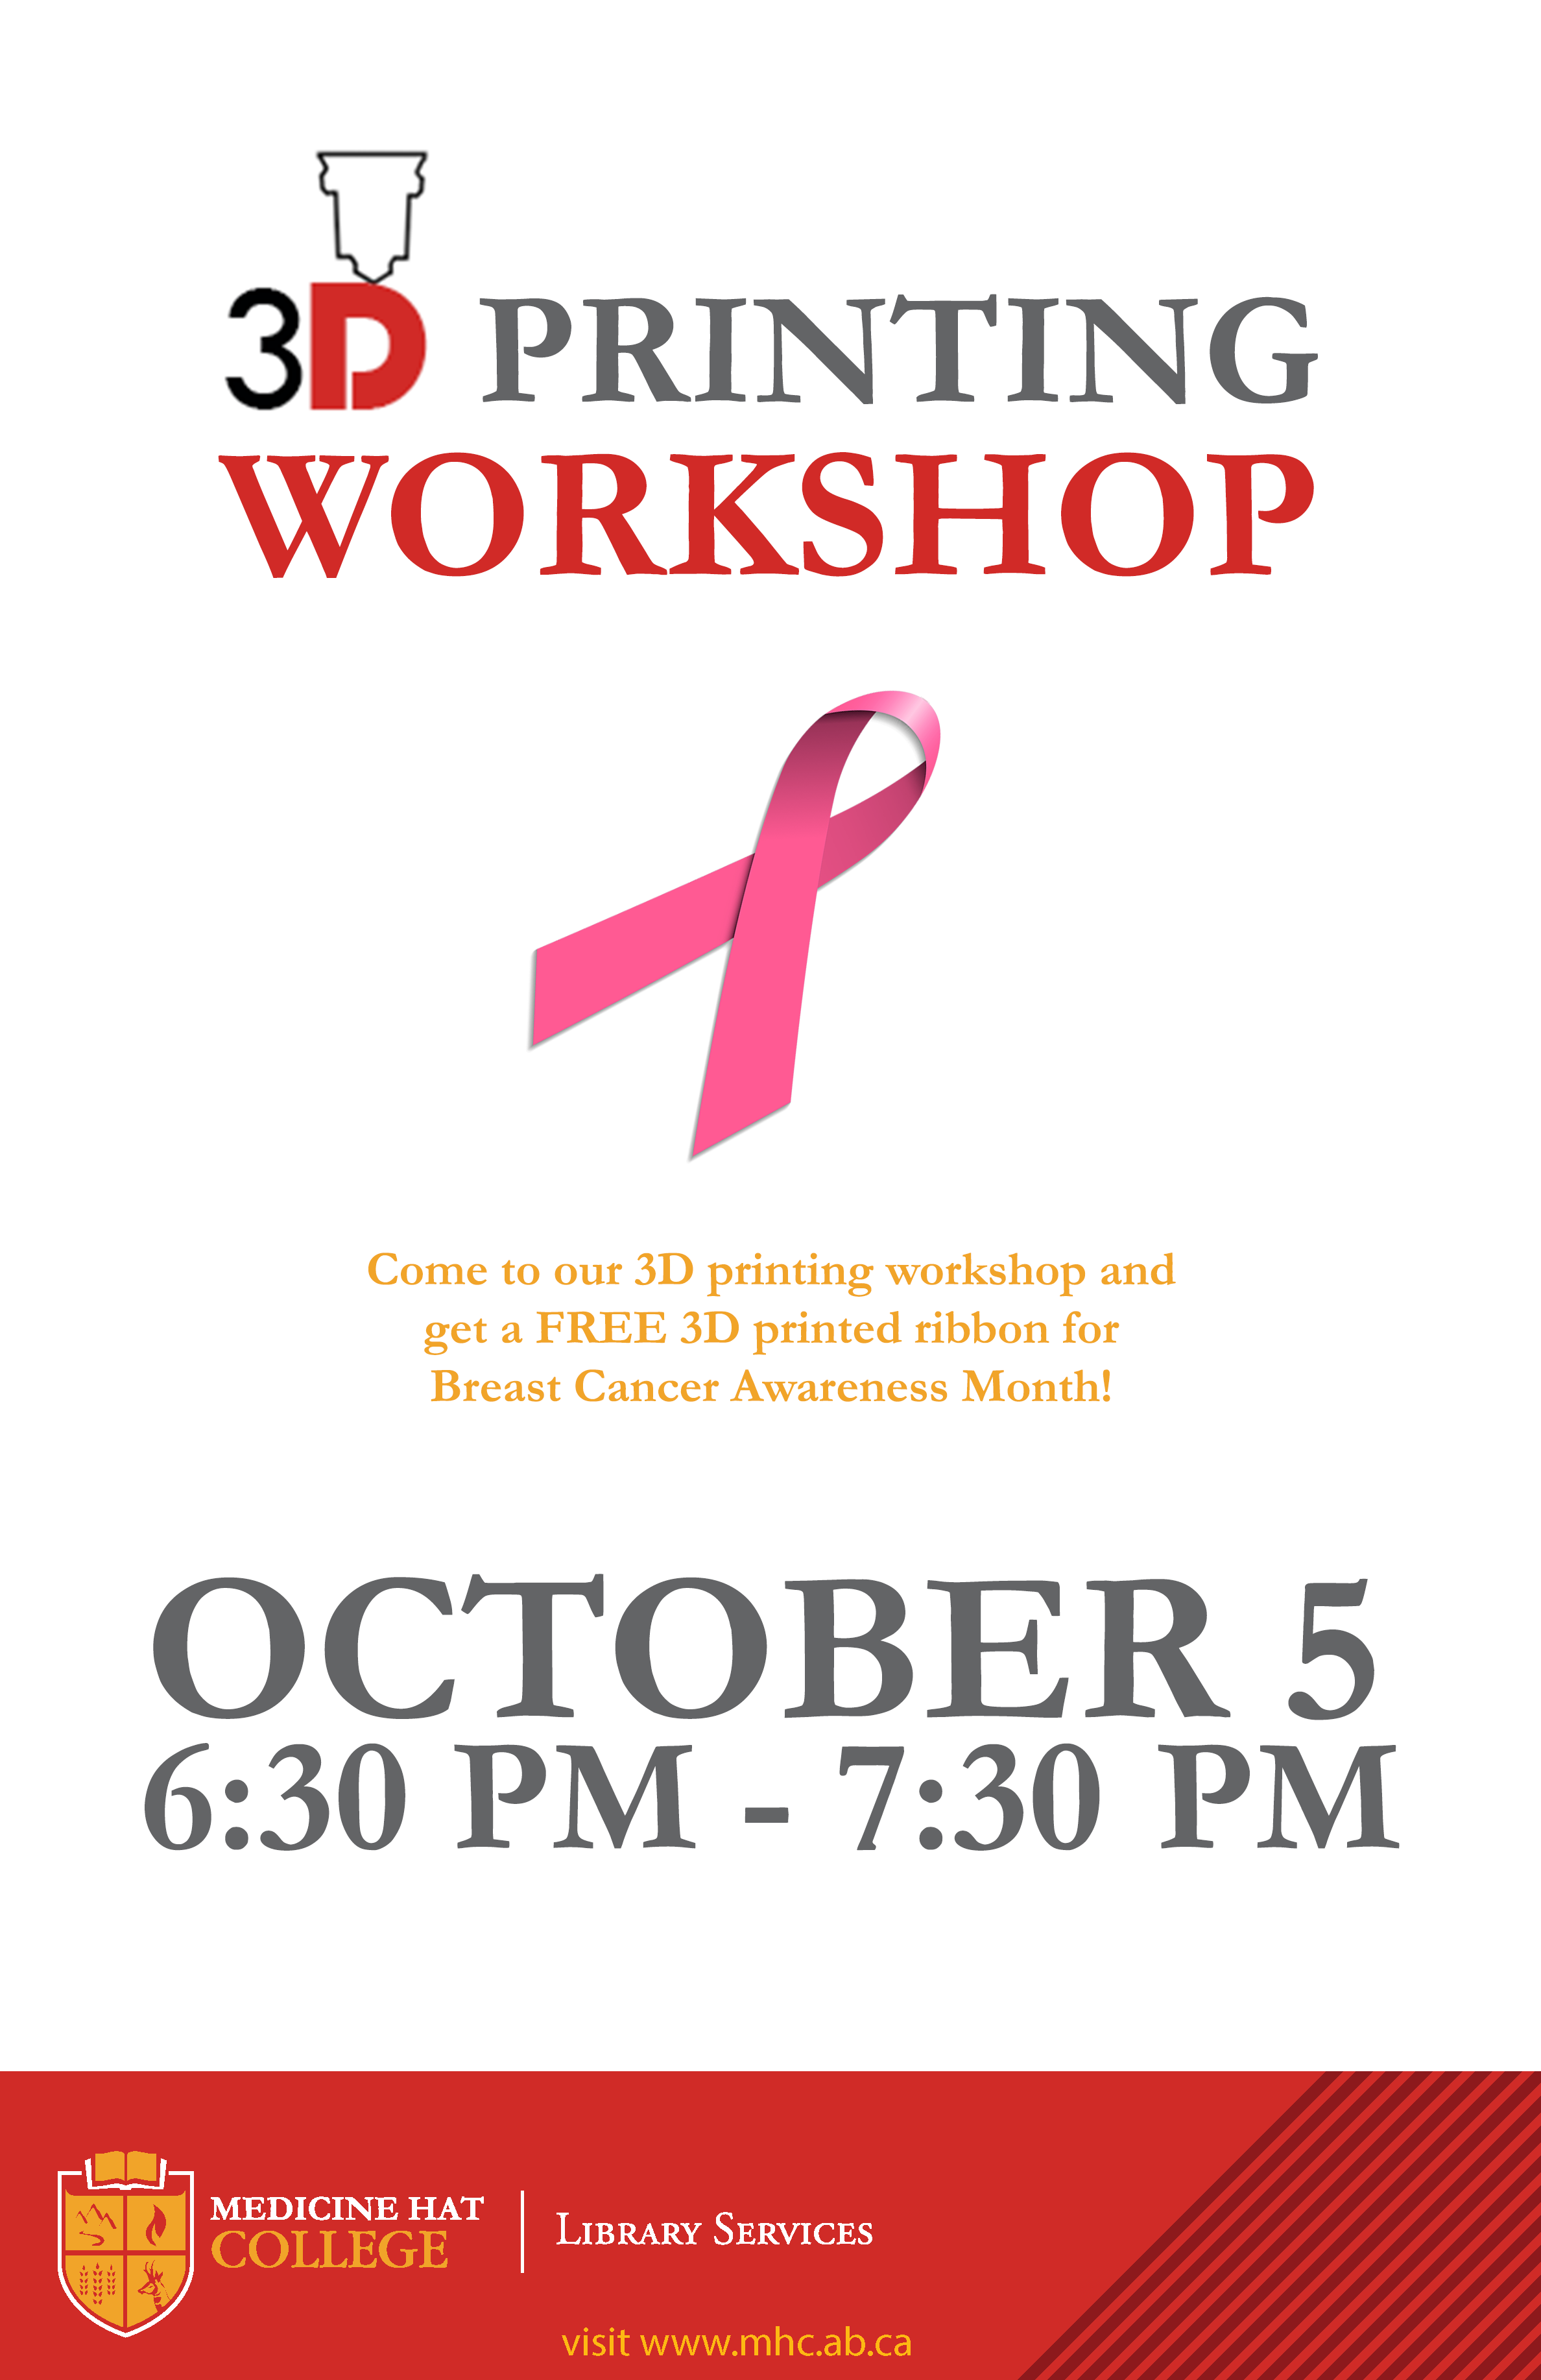 3D PRINTING
WORKSHOP
Come to our 3D printing workshop and
get a FREE 3D printed ribbon for
Breast Cancer Awareness Month!
OCTOBER 5
6:30 PM - 7:30 PM
MEDICINE HAT
COLLEGE
LIBRARY SERVICES
visit www.mhc.ab.ca